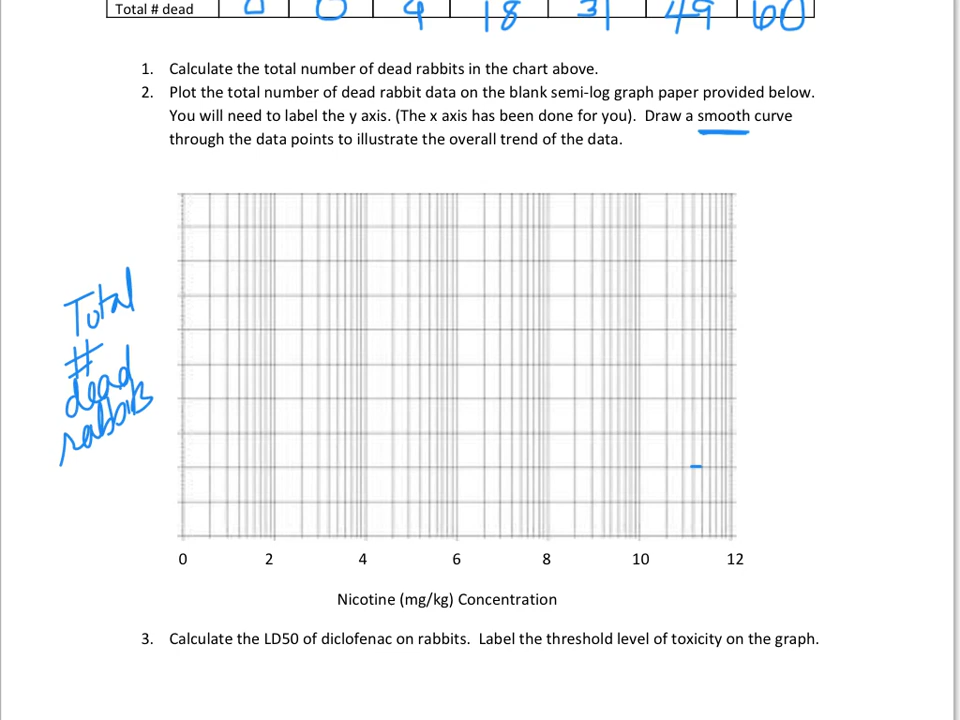 Total # dead 0 0 9 18 31 49 60
1. Calculate the total number of dead rabbits in the chart above.
2. Plot the total number of dead rabbit data on the blank semi-log graph paper provided below.
You will need to label the y axis. (The x axis has been done for you). Draw a smooth curve
through the data points to illustrate the overall trend of the data.
Total
#
dead
rabbits
0 2 4 6 8 10 12
Nicotine (mg/kg) Concentration
3. Calculate the LD50 of diclofenac on rabbits. Label the threshold level of toxicity on the graph.